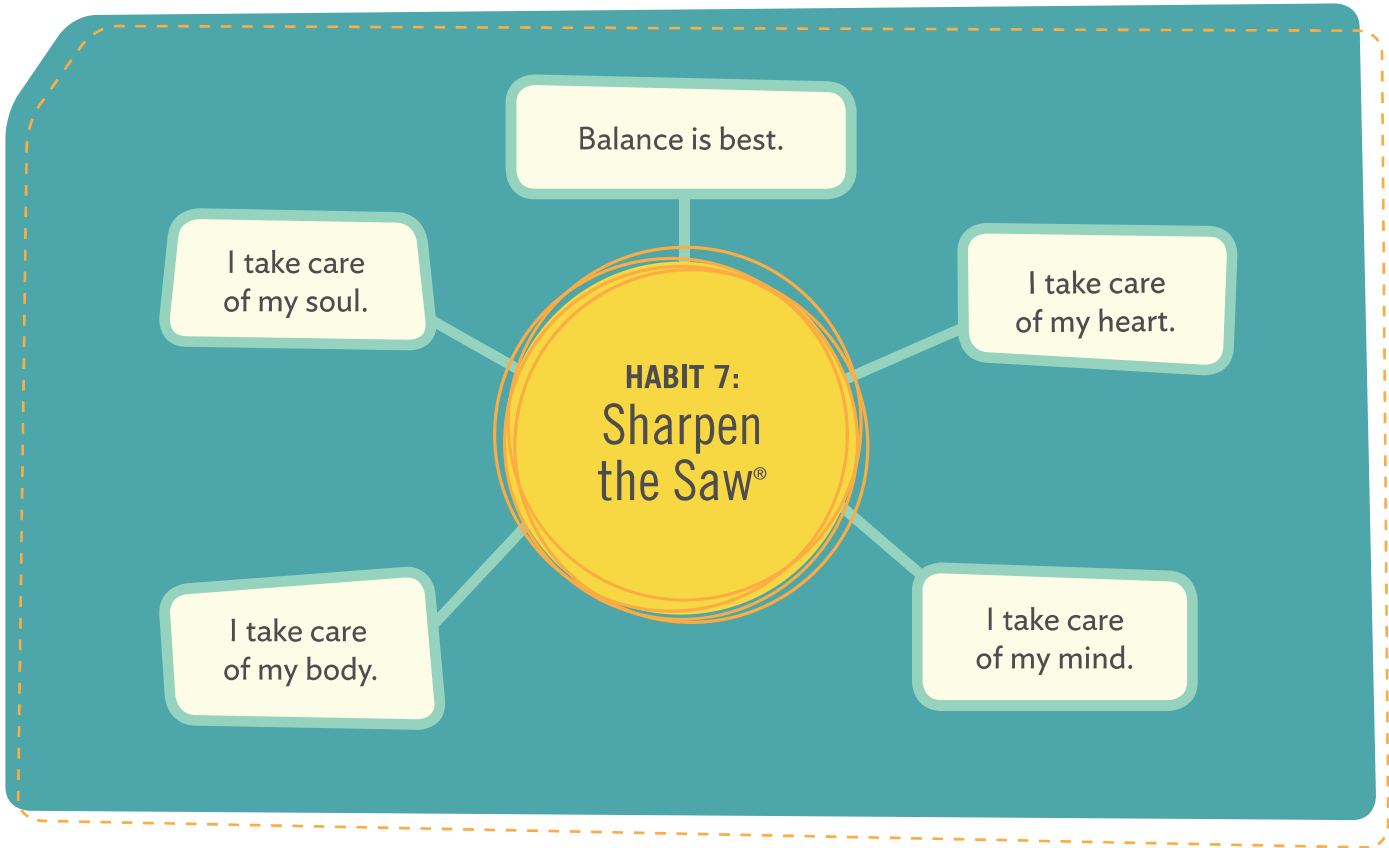 Balance is best.
I take care
of my soul.
I take care
of my heart.
HABIT 7:
Sharpen
the Saw®
I take care
of my body.
I take care
of my mind.